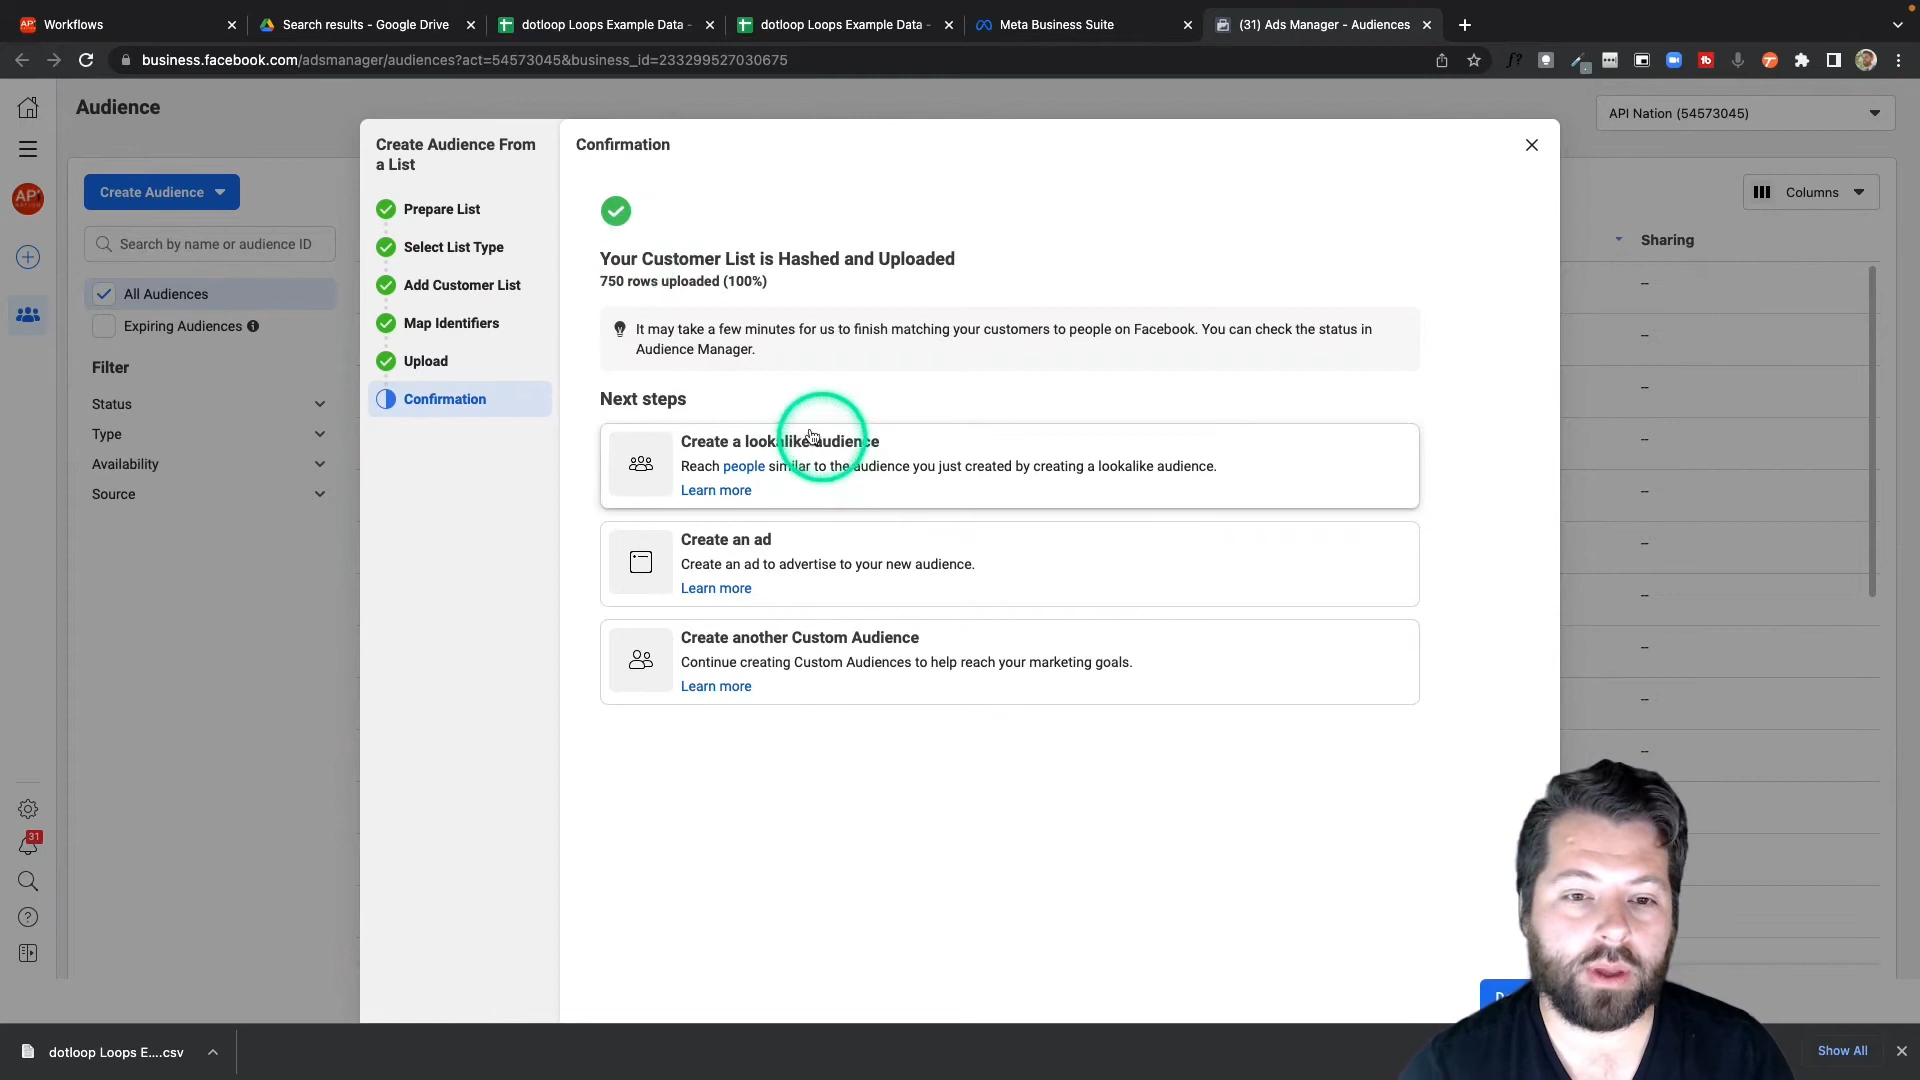 Workflows
Search results - Google Drive
dotloop Loops Example Data -
dotloop Loops Example Data -
Meta Business Suite
(31) Ads Manager - Audiences
business.facebook.com/adsmanager/audiences?act=54573045&business_id=233299527030675
Audience
API Nation (54573045)
Create Audience
Search by name or audience ID
All Audiences
Expiring Audiences
Filter
Status
Type
Availability
Source
31
Create Audience From
a List
Prepare List
Select List Type
Add Customer List
Map Identifiers
Upload
Confirmation
Confirmation
Your Customer List is Hashed and Uploaded
750 rows uploaded (100%)
It may take a few minutes for us to finish matching your customers to people on Facebook. You can check the status in
Audience Manager.
Next steps
Create a lookalike audience
Reach people similar to the audience you just created by creating a lookalike audience.
Learn more
Create an ad
Create an ad to advertise to your new audience.
Learn more
Create another Custom Audience
Continue creating Custom Audiences to help reach your marketing goals.
Learn more
Columns
Sharing
--
--
--
--
--
--
--
--
--
--
dotloop Loops E....csv
Show All